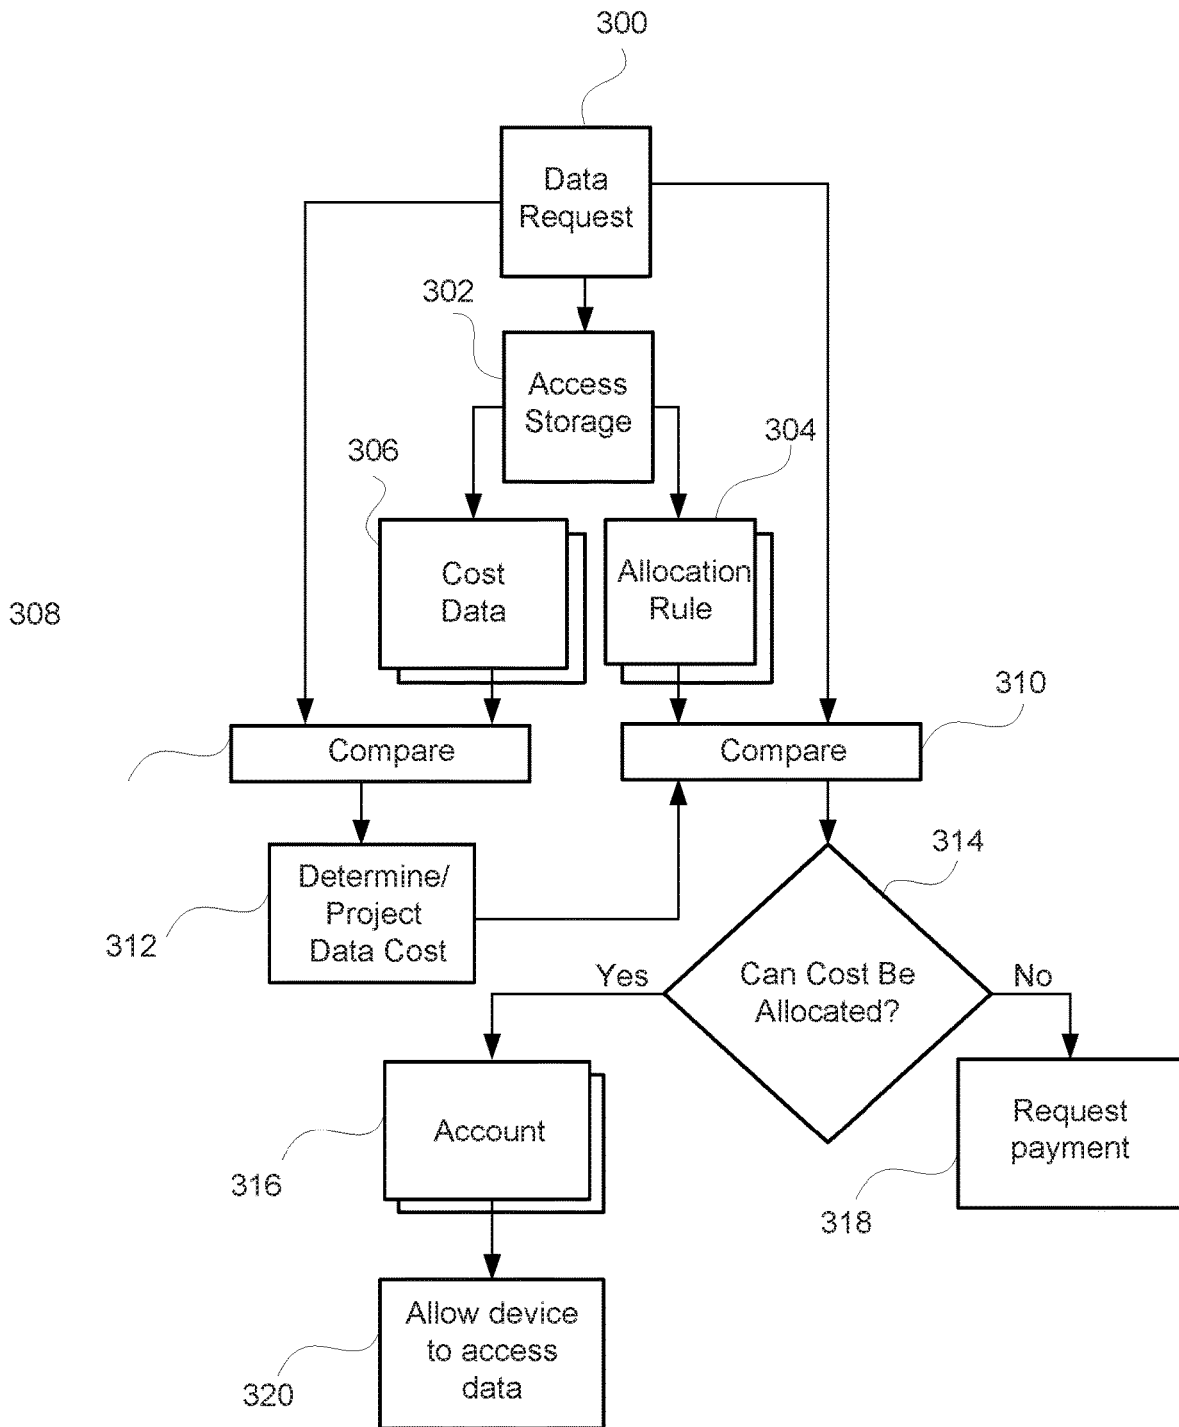 300
Data
Request
302
Access
Storage
304
306
Cost
Data
Allocation
Rule
308
310
Compare
Compare
314
Determine/
Project
Data Cost
312
Yes
Can Cost Be
Allocated?
No
Account
316
Request
payment
318
Allow device
to access
data
320